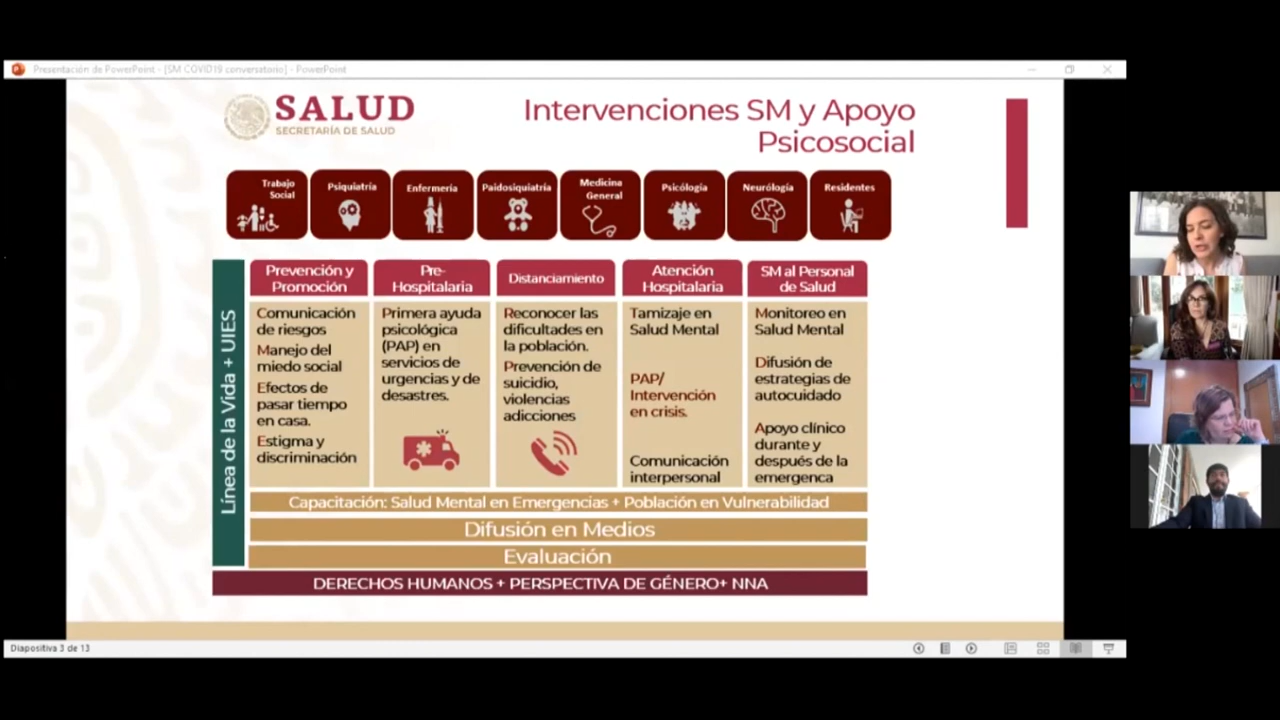 Presentación de PowerPoint - [SM COVID19 conversatorio] - PowerPoint
SALUD
SECRETARÍA DE SALUD
Intervenciones SM y Apoyo
Psicosocial
Trabajo
Social
Psiquiatría
Enfermería
Paidosiquiatría
Medicina
General
Psicólogía
Neurólogía
Residentes
Línea de la Vida + UIES
Prevención y
Promoción
Comunicación
de riesgos
Manejo del
miedo social
Efectos de
pasar tiempo
en casa.
Estigma y
discriminación
Pre-
Hospitalaria
Primera ayuda
psicológica
(PAP) en
servicios de
urgencias y de
desastres.
Distanciamiento
Reconocer las
dificultades en
la población.
Prevención de
suicidio,
violencias
adicciones
Atención
Hospitalaria
Tamizaje en
Salud Mental
PAP/
Intervención
en crisis.
Comunicación
interpersonal
SM al Personal
de Salud
Monitoreo en
Salud Mental
Difusión de
estrategias de
autocuidado
Apoyo clínico
durante y
después de la
emergenca
Capacitación: Salud Mental en Emergencias + Población en Vulnerabilidad
Difusión en Medios
Evaluación
DERECHOS HUMANOS + PERSPECTIVA DE GÉNERO+ NNA
Diapositiva 3 de 13